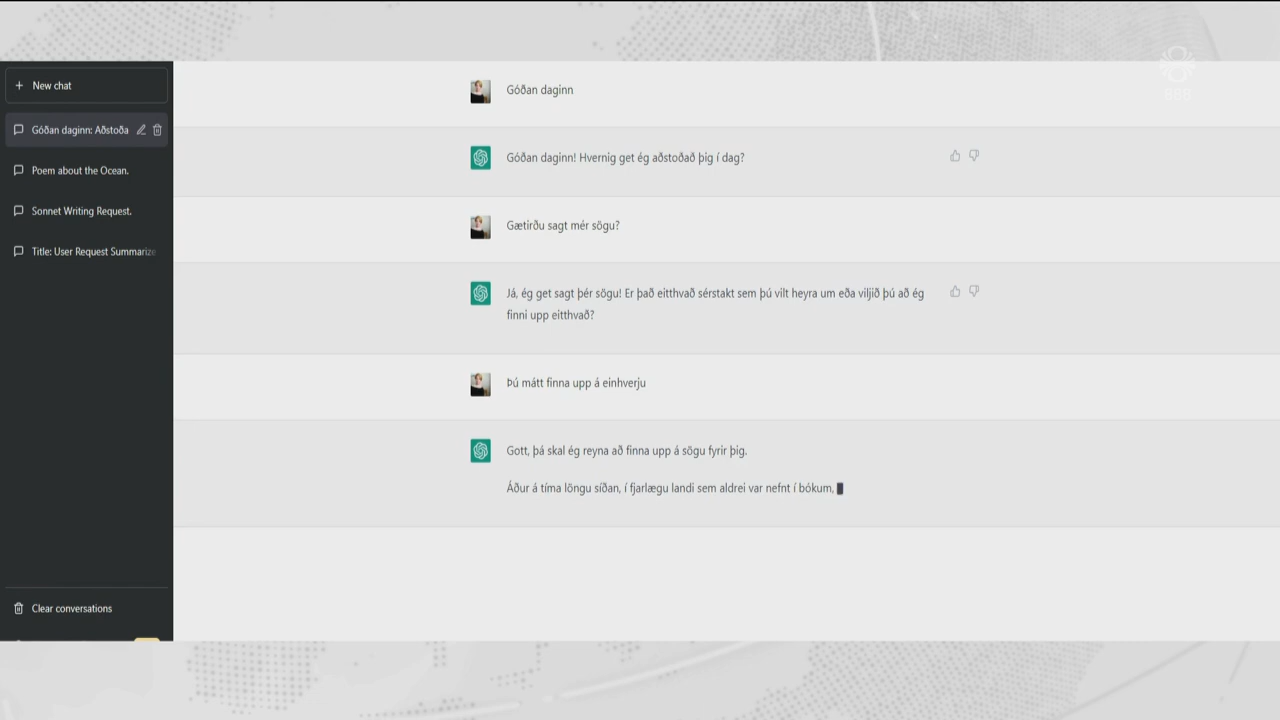 New chat
Góðan daginn: Aðstoða
Poem about the Ocean.
Sonnet Writing Request.
Title: User Request Summarize
Clear conversations
Góðan daginn
Góðan daginn! Hvernig get ég aðstoðað þig í dag?
Gætirðu sagt mér sögu?
Já, ég get sagt þér sögu! Er það eitthvað sérstakt sem þú vilt heyra um eða viljið þú að ég
finni upp eitthvað?
Þú mátt finna upp á einhverju
Gott, þá skal ég reyna að finna upp á sögu fyrir þig.
Áður á tíma löngu síðan, í fjarlægu landi sem aldrei var nefnt í bókum,
888